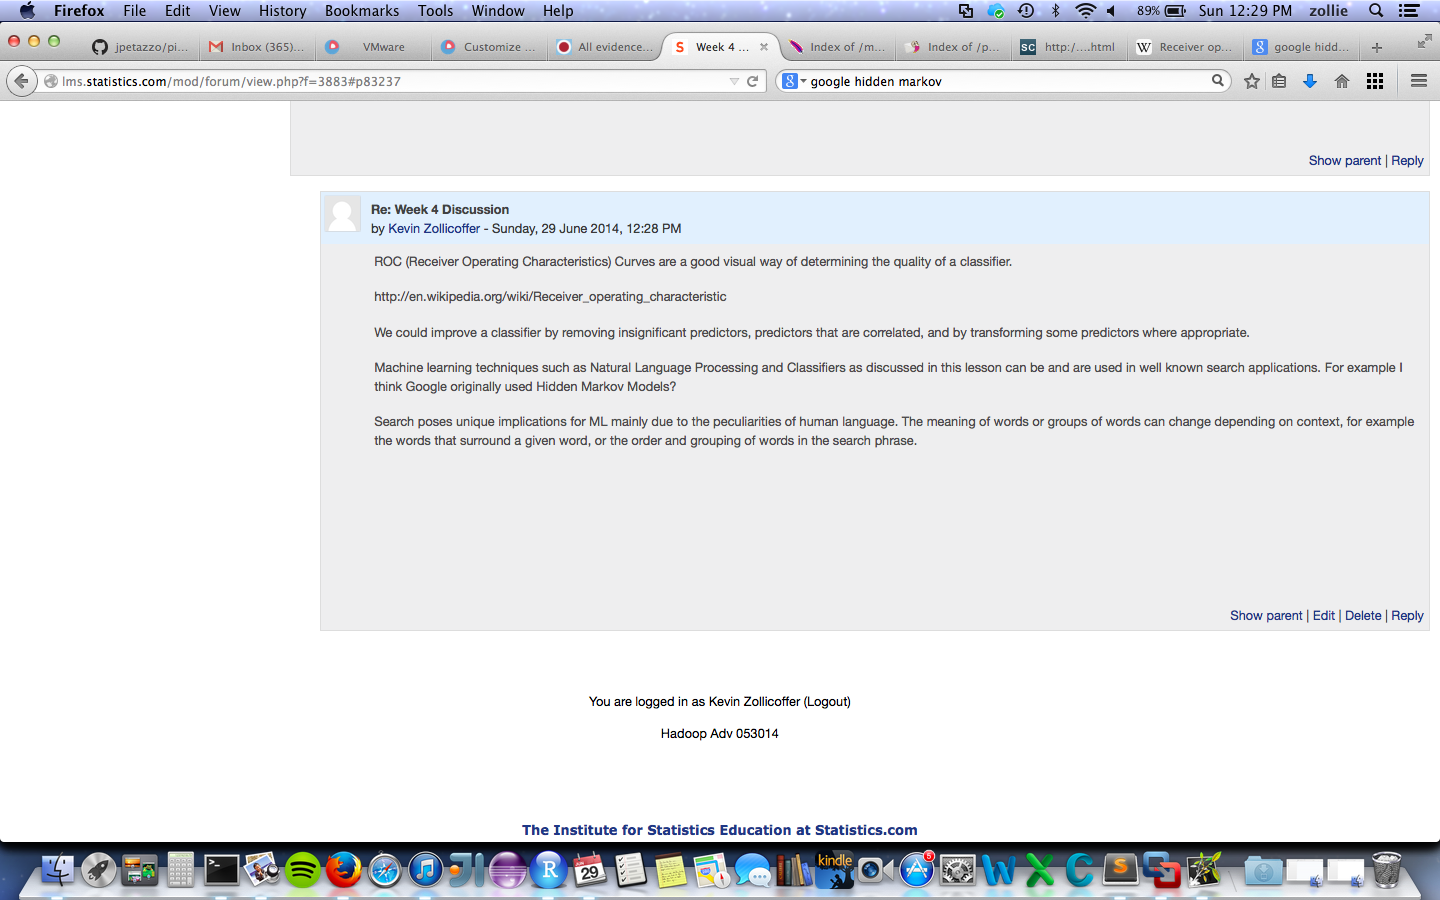 Firefox File Edit View History Bookmarks Tools Window Help 89% Sun 12:29 PM zollie
jpetazzo/pi... Inbox (365)... VMware Customize ... All evidence... Week 4 ... Index of /m... Index of /p... http:/....html Receiver op... google hidd...
lms.statistics.com/mod/forum/view.php?f=3883#p83237 google hidden markov
Show parent | Reply
Re: Week 4 Discussion
by Kevin Zollicoffer - Sunday, 29 June 2014, 12:28 PM
ROC (Receiver Operating Characteristics) Curves are a good visual way of determining the quality of a classifier.
http://en.wikipedia.org/wiki/Receiver_operating_characteristic
We could improve a classifier by removing insignificant predictors, predictors that are correlated, and by transforming some predictors where appropriate.
Machine learning techniques such as Natural Language Processing and Classifiers as discussed in this lesson can be and are used in well known search applications. For example I
think Google originally used Hidden Markov Models?
Search poses unique implications for ML mainly due to the peculiarities of human language. The meaning of words or groups of words can change depending on context, for example
the words that surround a given word, or the order and grouping of words in the search phrase.
Show parent | Edit | Delete | Reply
You are logged in as Kevin Zollicoffer (Logout)
Hadoop Adv 053014
The Institute for Statistics Education at Statistics.com
JUN 29 kindle 5